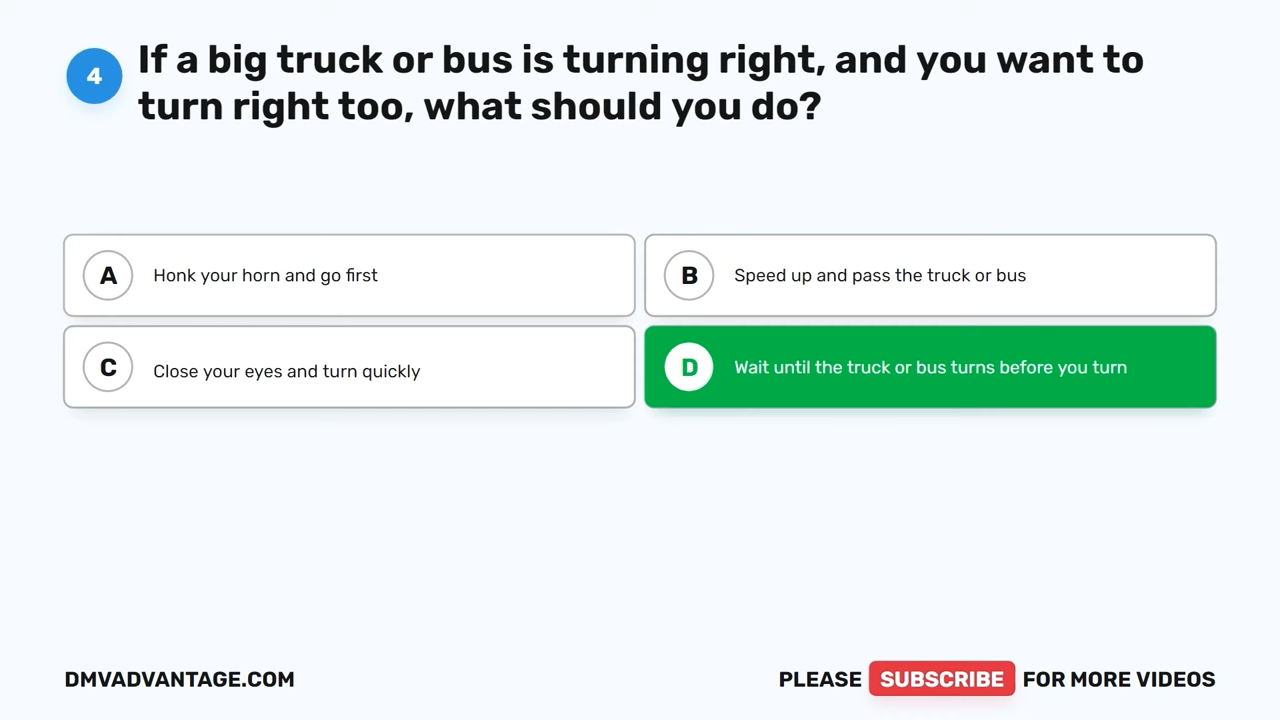 4
If a big truck or bus is turning right, and you want to
turn right too, what should you do?
A
Honk your horn and go first
B
Speed up and pass the truck or bus
C
Close your eyes and turn quickly
D
Wait until the truck or bus turns before you turn
DMVADVANTAGE.COM
PLEASE SUBSCRIBE FOR MORE VIDEOS